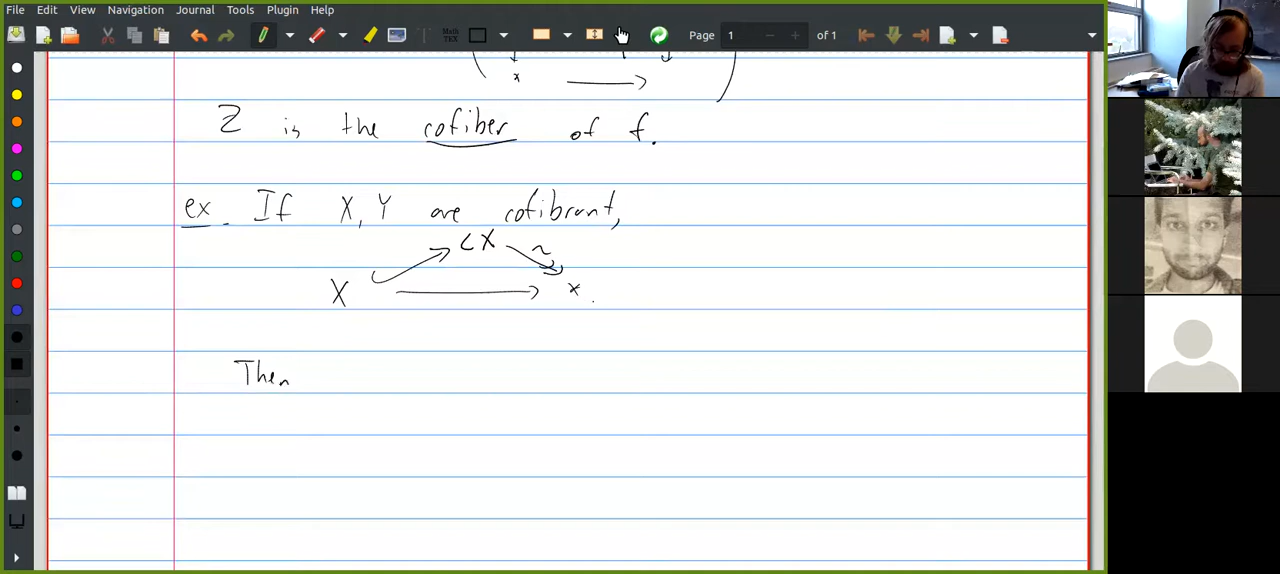 File Edit View Navigation Journal Tools Plugin Help
Page 1 of 1
x
Z is the cofiber of f.
ex. If X, Y are cofibrant,
CX ~
X *.
Then